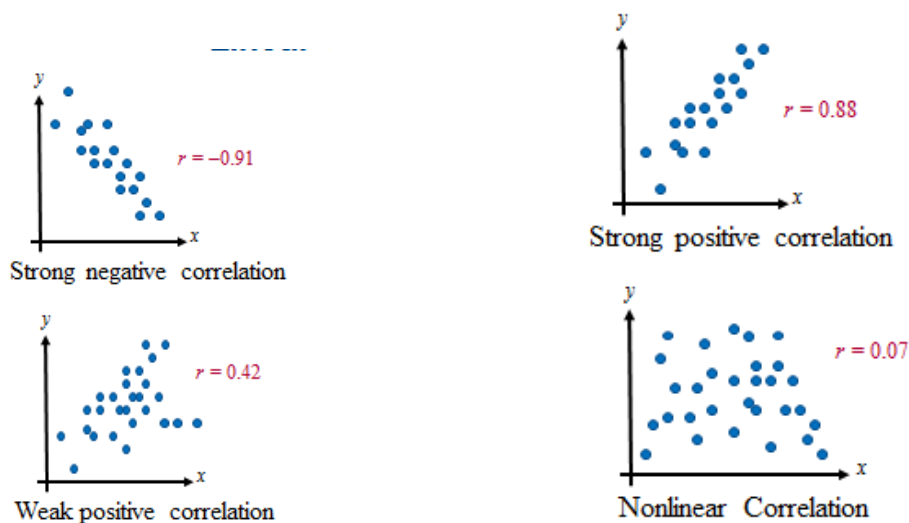 y
r = –0.91
x
Strong negative correlation
y
r = 0.88
x
Strong positive correlation
y
r = 0.42
x
Weak positive correlation
y
r = 0.07
x
Nonlinear Correlation